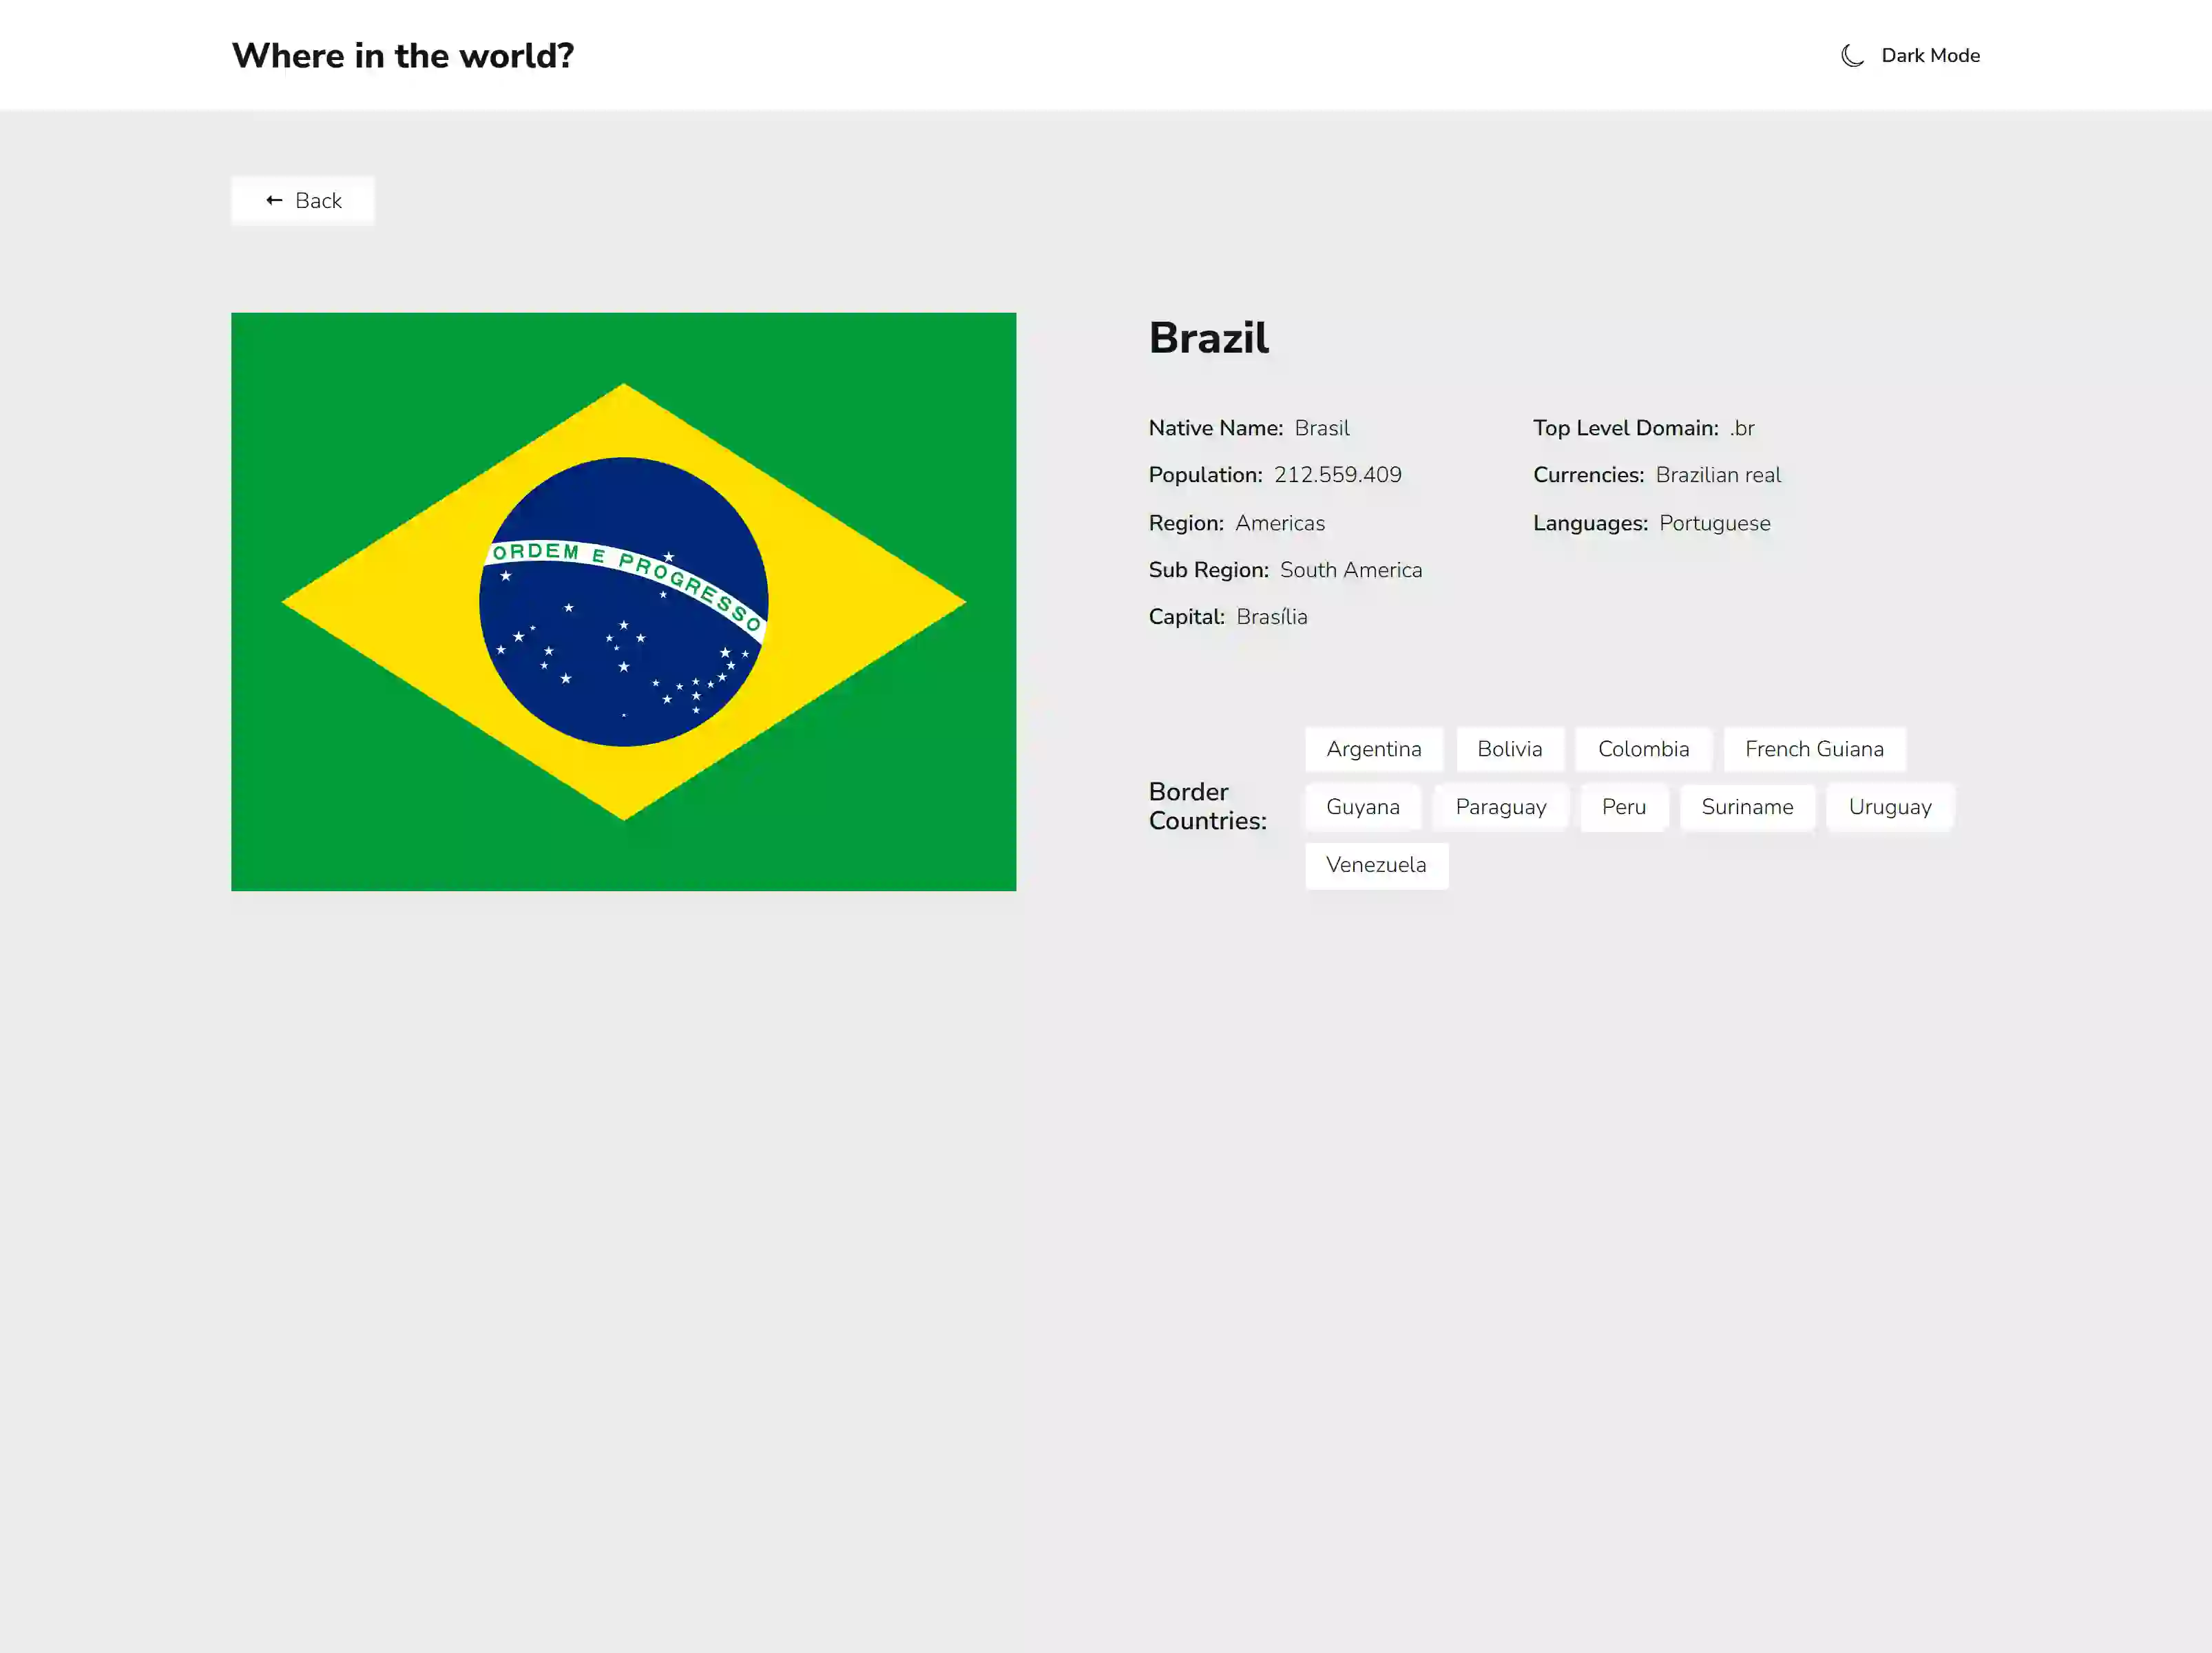 Where in the world?
Dark Mode
Back
ORDEM E PROGRESSO
Brazil
Native Name: Brasil
Population: 212.559.409
Region: Americas
Sub Region: South America
Capital: Brasília
Top Level Domain: .br
Currencies: Brazilian real
Languages: Portuguese
Border
Countries:
Argentina Bolivia Colombia French Guiana
Guyana Paraguay Peru Suriname Uruguay
Venezuela